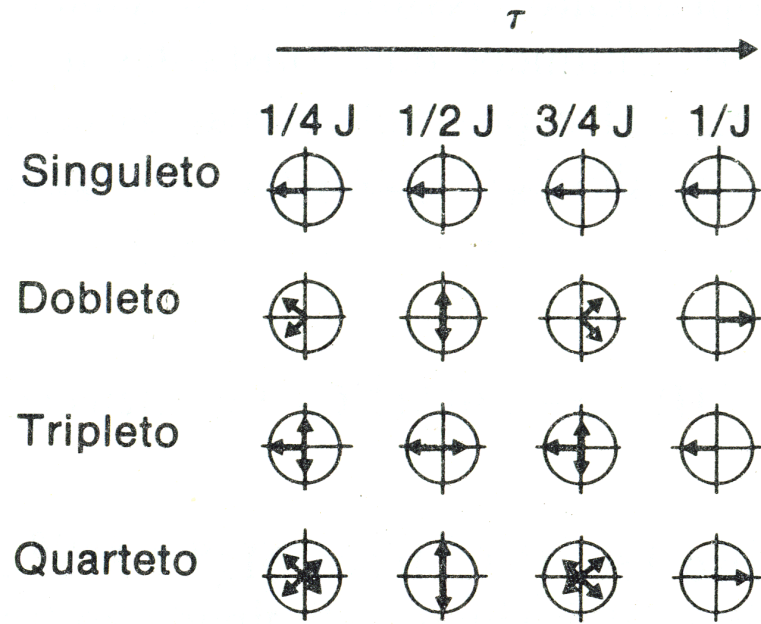 τ
1/4 J 1/2 J 3/4 J 1/J
Singuleto
Dobleto
Tripleto
Quarteto